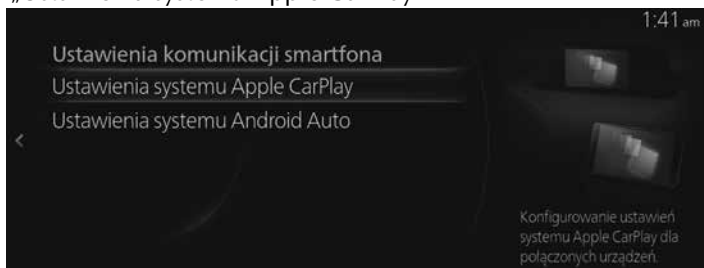 1:41 am
Ustawienia komunikacji smartfona
Ustawienia systemu Apple CarPlay
Ustawienia systemu Android Auto
Konfigurowanie ustawień
systemu Apple CarPlay dla
połączonych urządzeń.